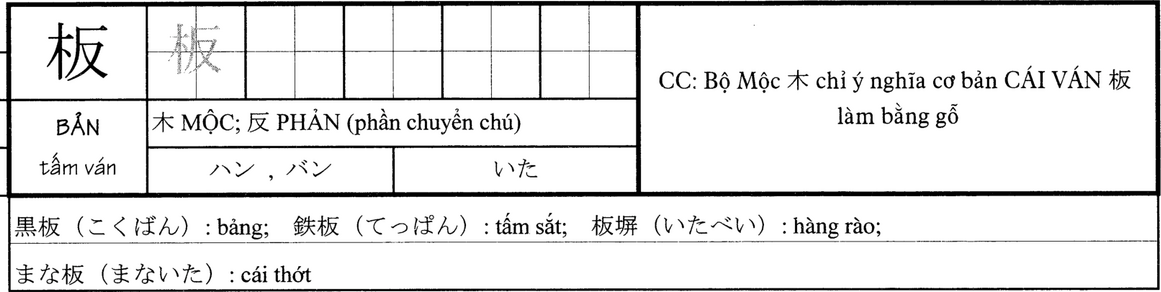 板 板
CC: Bộ Mộc 木 chỉ ý nghĩa cơ bản CÁI VÁN 板
làm bằng gỗ
BẢN
tấm ván
木 MỘC; 反 PHẢN (phần chuyển chú)
ハン , バン
いた
黒板（こくばん）: bảng; 鉄板（てっぱん）: tấm sắt; 板塀（いたべい）: hàng rào;
まな板（まないた）: cái thớt